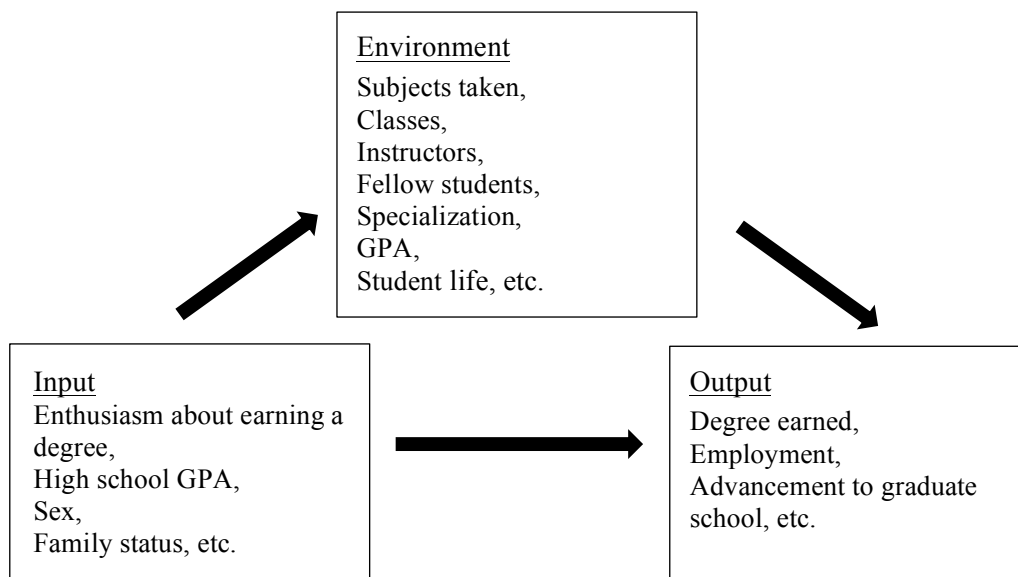 Environment
Subjects taken,
Classes,
Instructors,
Fellow students,
Specialization,
GPA,
Student life, etc.
Input
Enthusiasm about earning a
degree,
High school GPA,
Sex,
Family status, etc.
Output
Degree earned,
Employment,
Advancement to graduate
school, etc.